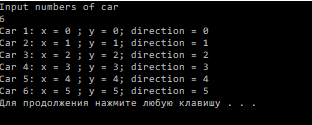 Input numbers of car
6
Car 1: x = 0 ; y = 0; direction = 0
Car 2: x = 1 ; y = 1; direction = 1
Car 3: x = 2 ; y = 2; direction = 2
Car 4: x = 3 ; y = 3; direction = 3
Car 5: x = 4 ; y = 4; direction = 4
Car 6: x = 5 ; y = 5; direction = 5
Для продолжения нажмите любую клавишу . . .